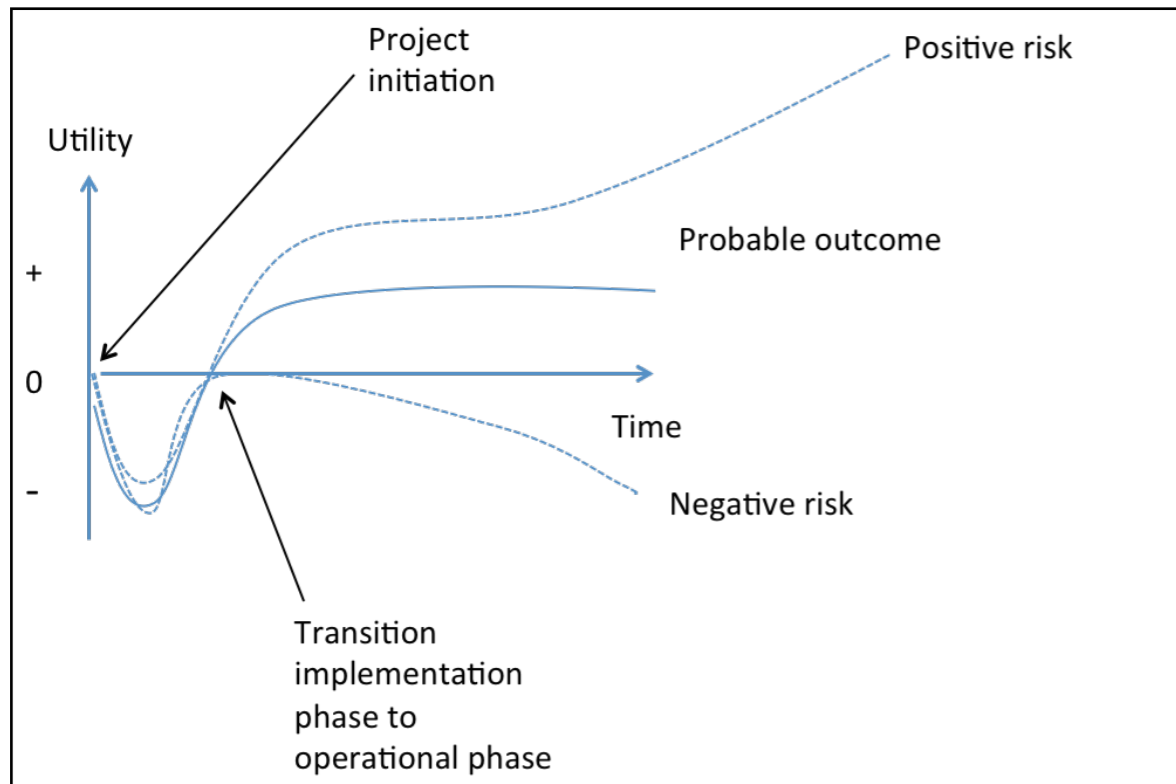 Project
initiation
Positive risk
Utility
Probable outcome
+
0
Time
-
Negative risk
Transition
implementation
phase to
operational phase